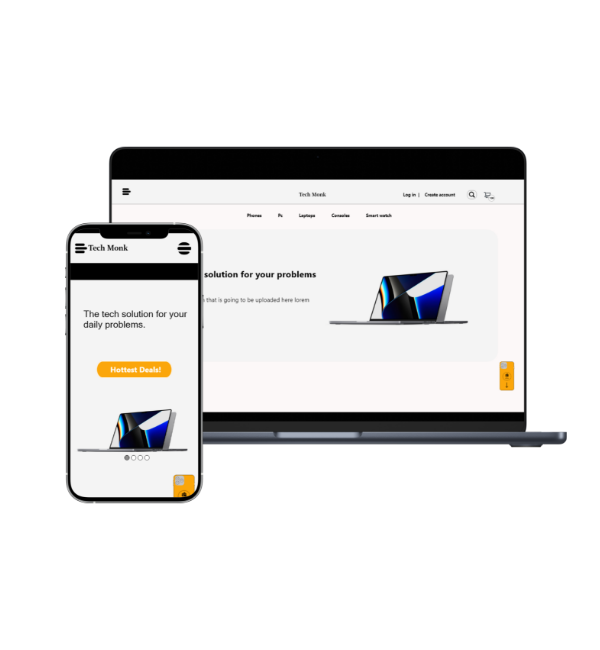 Tech Monk
Log in | Create account
Phones Pc Laptops Consoles Smart watch
solution for your problems
that is going to be uploaded here lorem
Tech Monk
The tech solution for your
daily problems.
Hottest Deals!